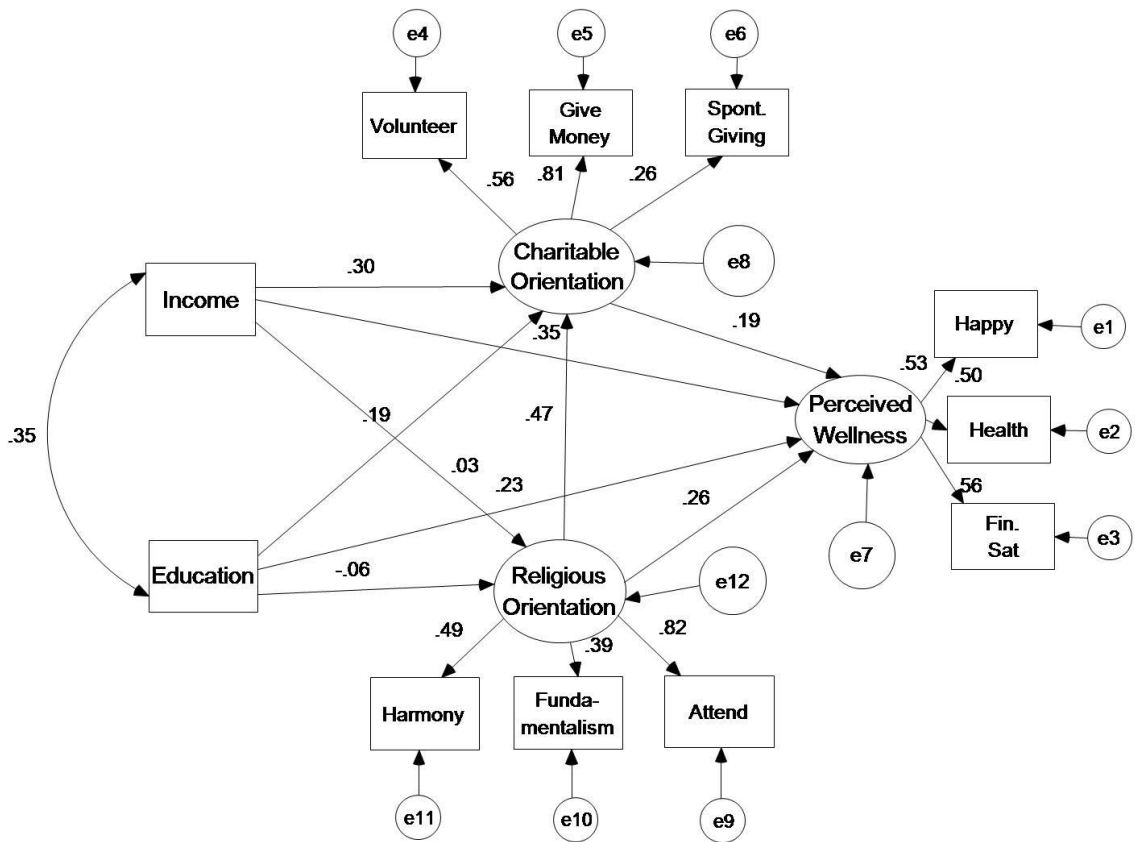 e4
e5
e6
Volunteer
Give
Money
Spont.
Giving
.56
.81
.26
Charitable
Orientation
e8
.30
Income
.35
.19
Happy
e1
.53
.50
Perceived
Wellness
Health
e2
.35
.19
.47
.03
.23
.26
.56
Fin.
Sat
e3
e7
Education
-.06
Religious
Orientation
e12
.49
.39
.82
Harmony
Funda-
mentalism
Attend
e11
e10
e9